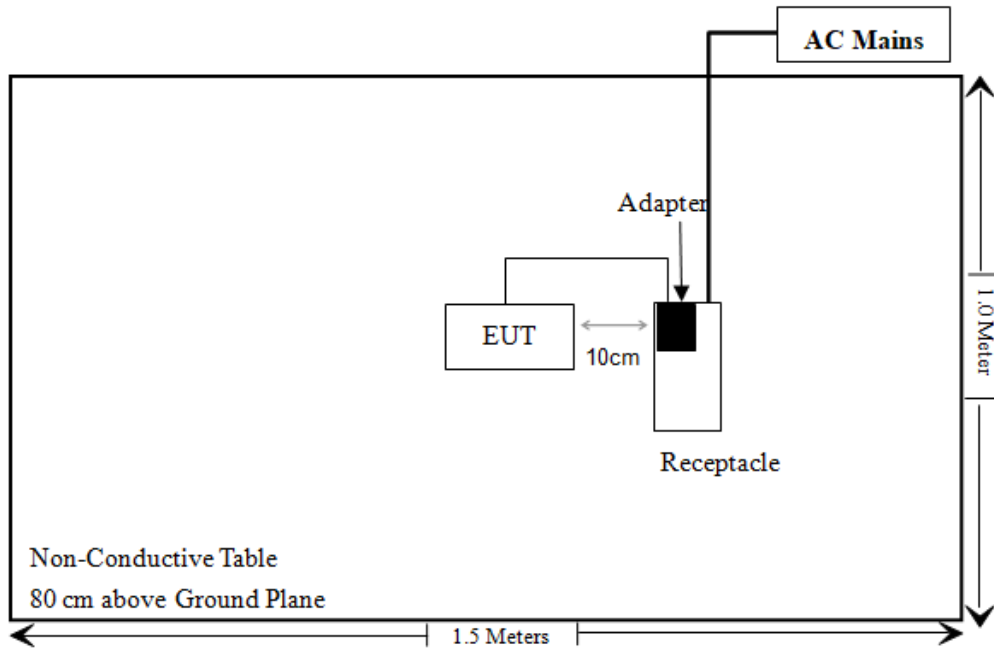 AC Mains
Adapter
EUT
10cm
1.0 Meter
Receptacle
Non-Conductive Table
80 cm above Ground Plane
1.5 Meters